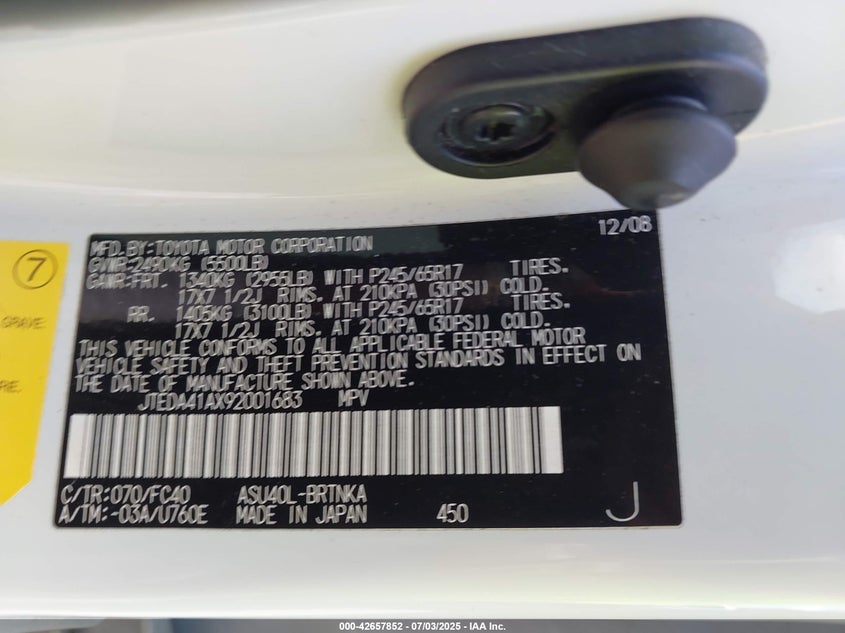 12/08
MFD.BY:TOYOTA MOTOR CORPORATION
GVWR-2490KG (5500LB)
GAWR-FRT. 1340KG (2955LB) WITH P245/65R17 TIRES.
17X7 1/2J RIMS. AT 210KPA (30PSI) COLD.
RR. 1405KG (3100LB) WITH P245/65R17 TIRES.
17X7 1/2J RIMS. AT 210KPA (30PSI) COLD.
THIS VEHICLE CONFORMS TO ALL APPLICABLE FEDERAL MOTOR
VEHICLE SAFETY AND THEFT PREVENTION STANDARDS IN EFFECT ON
THE DATE OF MANUFACTURE SHOWN ABOVE.
JTEDA41AX92001683 MPV
C/TR:070/FC40 ASU40L-BRTNKA
A/TM:-03A/U760E MADE IN JAPAN 450 J
7
GRAVE
RE.
000-42657852 | 07/03/2025 - IAA Inc.